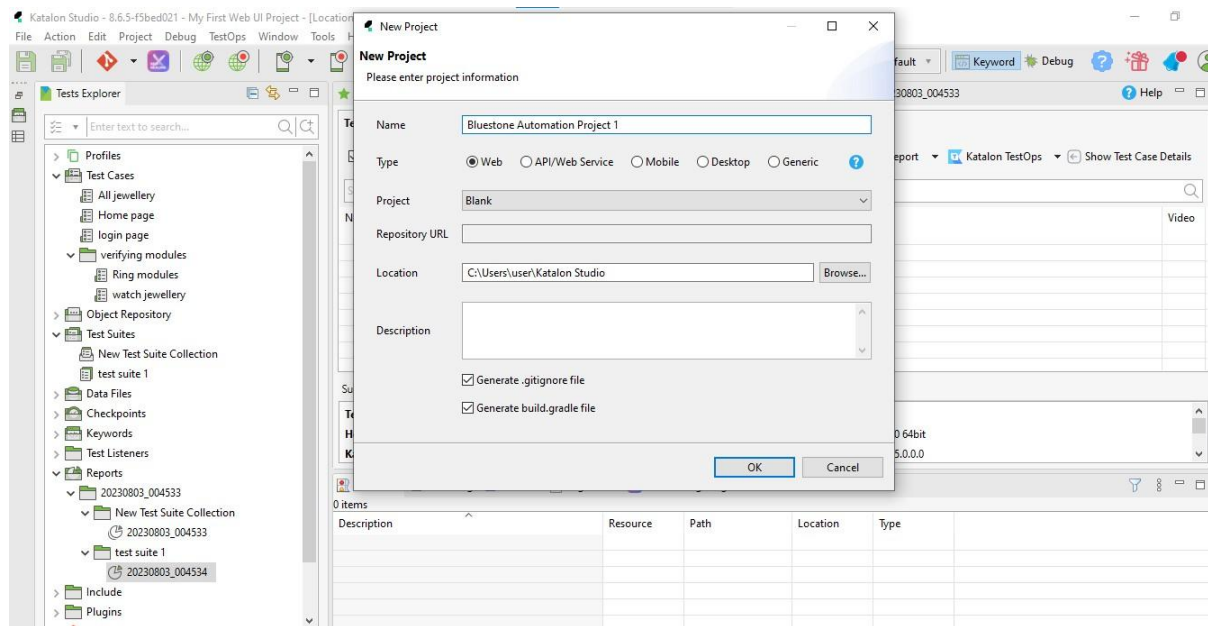 Katalon Studio - 8.6.5-f5bed021 - My First Web UI Project - [Location
File Action Edit Project Debug TestOps Window Tools H
fault
Keyword
Debug
Tests Explorer
Enter text to search...
Profiles
Test Cases
All jewellery
Home page
login page
verifying modules
Ring modules
watch jewellery
Object Repository
Test Suites
New Test Suite Collection
test suite 1
Data Files
Checkpoints
Keywords
Test Listeners
Reports
20230803_004533
New Test Suite Collection
20230803_004533
test suite 1
20230803_004534
Include
Plugins
New Project
New Project
Please enter project information
Name
Bluestone Automation Project 1
Type
Web
API/Web Service
Mobile
Desktop
Generic
Project
Blank
Repository URL
Location
C:\Users\user\Katalon Studio
Browse...
Description
Generate .gitignore file
Generate build.gradle file
OK
Cancel
30803_004533
Help
Te
eport
Katalon TestOps
Show Test Case Details
N
Video
Su
Te
H
0 64bit
Ka
5.0.0.0
0 items
Description
Resource
Path
Location
Type